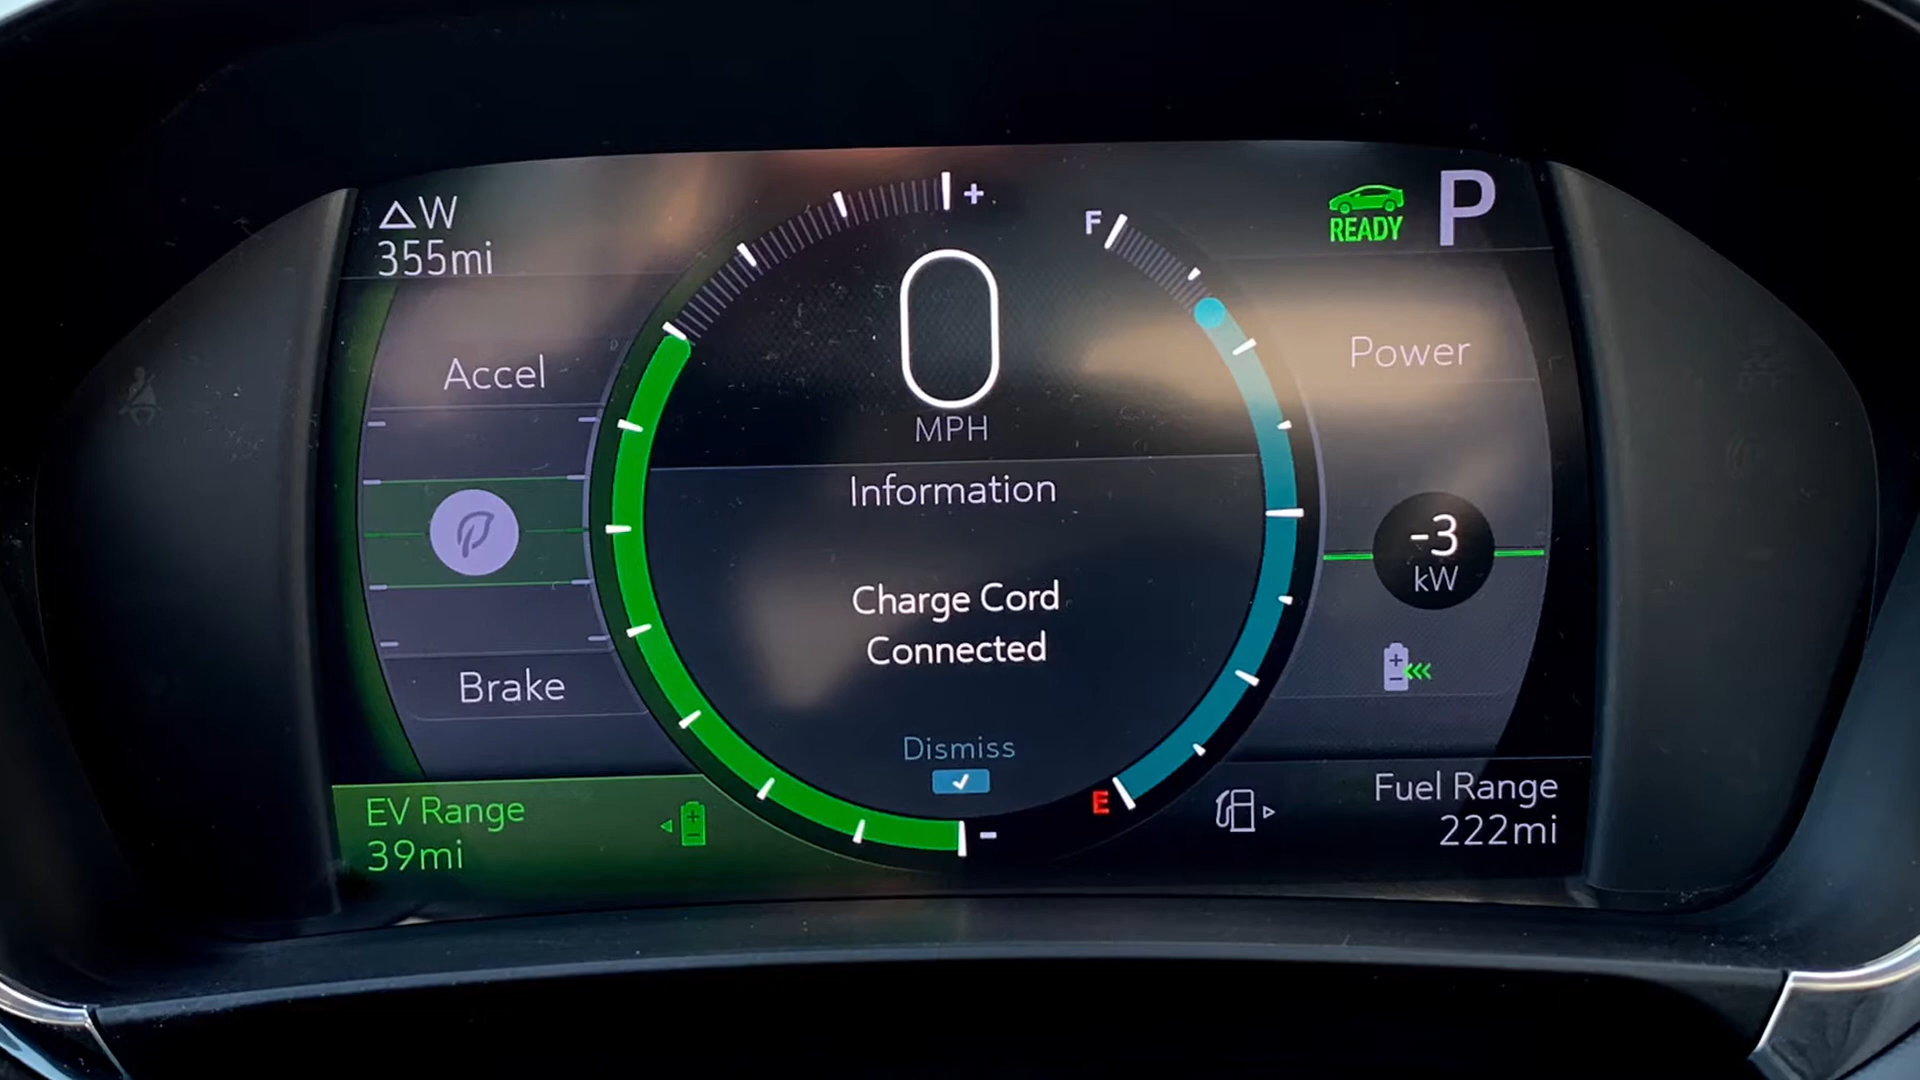 W
355mi
+
F
READY
P
0
MPH
Accel
Power
Information
-3
kW
Charge Cord
Connected
Brake
Dismiss
EV Range
39mi
-
E
Fuel Range
222mi